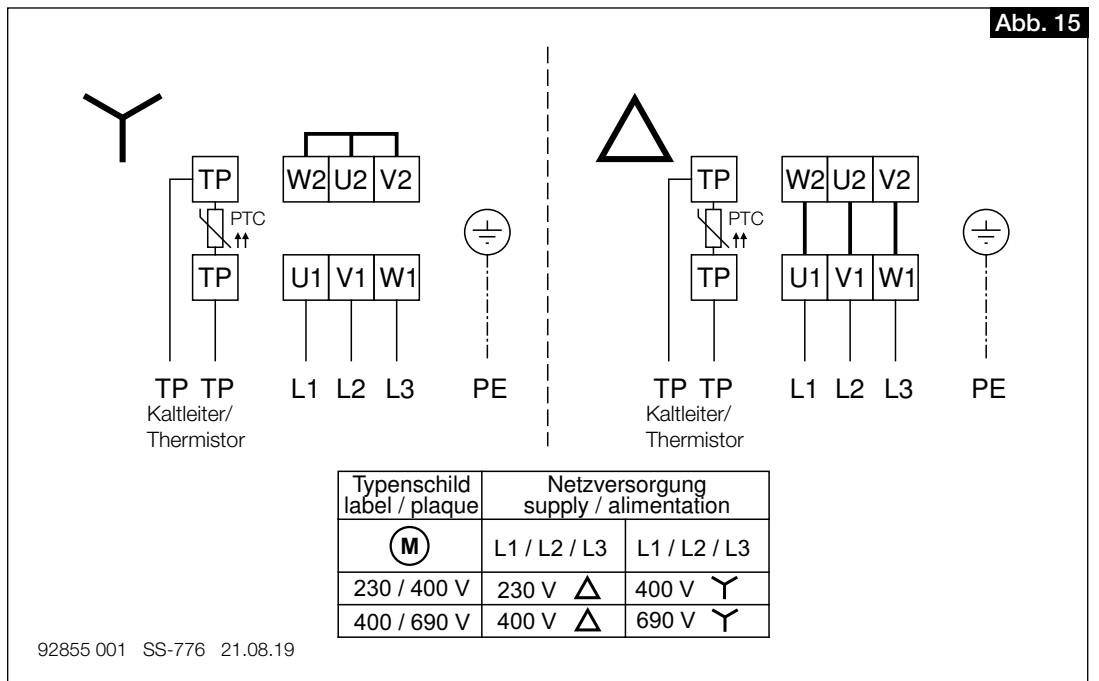 Abb. 15
TP W2 U2 V2
PTC
TP U1 V1 W1
TP TP L1 L2 L3 PE
Kaltleiter/
Thermistor
TP W2 U2 V2
PTC
TP U1 V1 W1
TP TP L1 L2 L3 PE
Kaltleiter/
Thermistor
Typenschild Netzversorgung
label / plaque supply / alimentation
M L1 / L2 / L3 L1 / L2 / L3
230 / 400 V 230 V 400 V
400 / 690 V 400 V 690 V
92855 001 SS-776 21.08.19